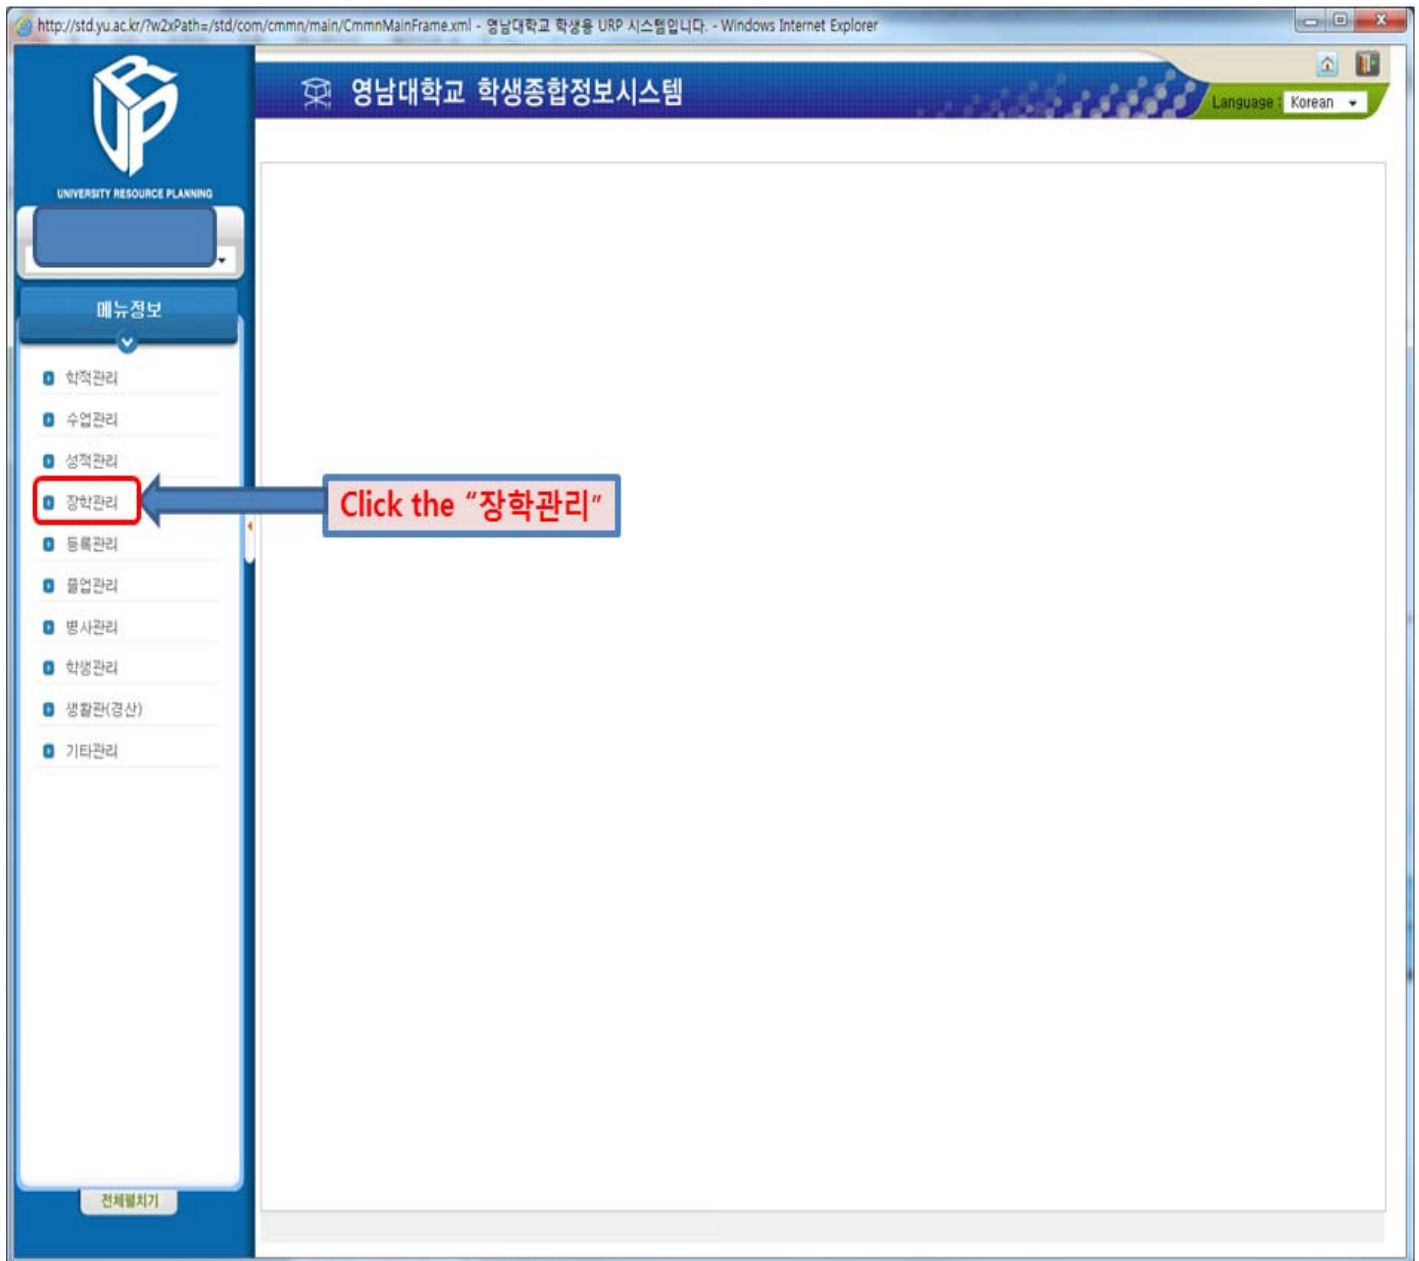 http://std.yu.ac.kr/?w2xPath=/std/com/cmmn/main/CmmnMainFrame.xml - 영남대학교 학생용 URP 시스템입니다. - Windows Internet Explorer
URP
UNIVERSITY RESOURCE PLANNING
영남대학교 학생종합정보시스템
Language : Korean
메뉴정보
학적관리
수업관리
성적관리
장학관리
Click the “장학관리”
등록관리
졸업관리
병사관리
학생관리
생활관(경산)
기타관리
전체펼치기